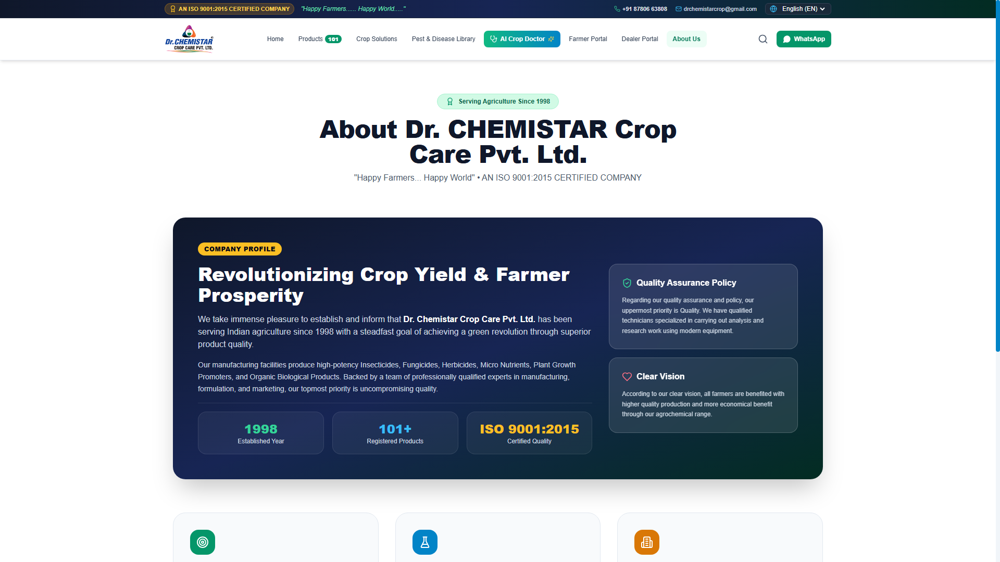 AN ISO 9001:2015 CERTIFIED COMPANY
"Happy Farmers...... Happy World....."
+91 87806 63808
drchemistarcrop@gmail.com
English (EN)
Dr. CHEMISTAR®
CROP CARE PVT. LTD.
Home
Products 101
Crop Solutions
Pest & Disease Library
AI Crop Doctor
Farmer Portal
Dealer Portal
About Us
WhatsApp
Serving Agriculture Since 1998
About Dr. CHEMISTAR Crop
Care Pvt. Ltd.
"Happy Farmers... Happy World" • AN ISO 9001:2015 CERTIFIED COMPANY
COMPANY PROFILE
Revolutionizing Crop Yield & Farmer
Prosperity
We take immense pleasure to establish and inform that Dr. Chemistar Crop Care Pvt. Ltd. has been
serving Indian agriculture since 1998 with a steadfast goal of achieving a green revolution through superior
product quality.
Our manufacturing facilities produce high-potency Insecticides, Fungicides, Herbicides, Micro Nutrients, Plant Growth
Promoters, and Organic Biological Products. Backed by a team of professionally qualified experts in manufacturing,
formulation, and marketing, our topmost priority is uncompromising quality.
1998
Established Year
101+
Registered Products
ISO 9001:2015
Certified Quality
Quality Assurance Policy
Regarding our quality assurance and policy, our
uppermost priority is Quality. We have qualified
technicians specialized in carrying out analysis and
research work using modern equipment.
Clear Vision
According to our clear vision, all farmers are benefited with
higher quality production and more economical benefit
through our agrochemical range.